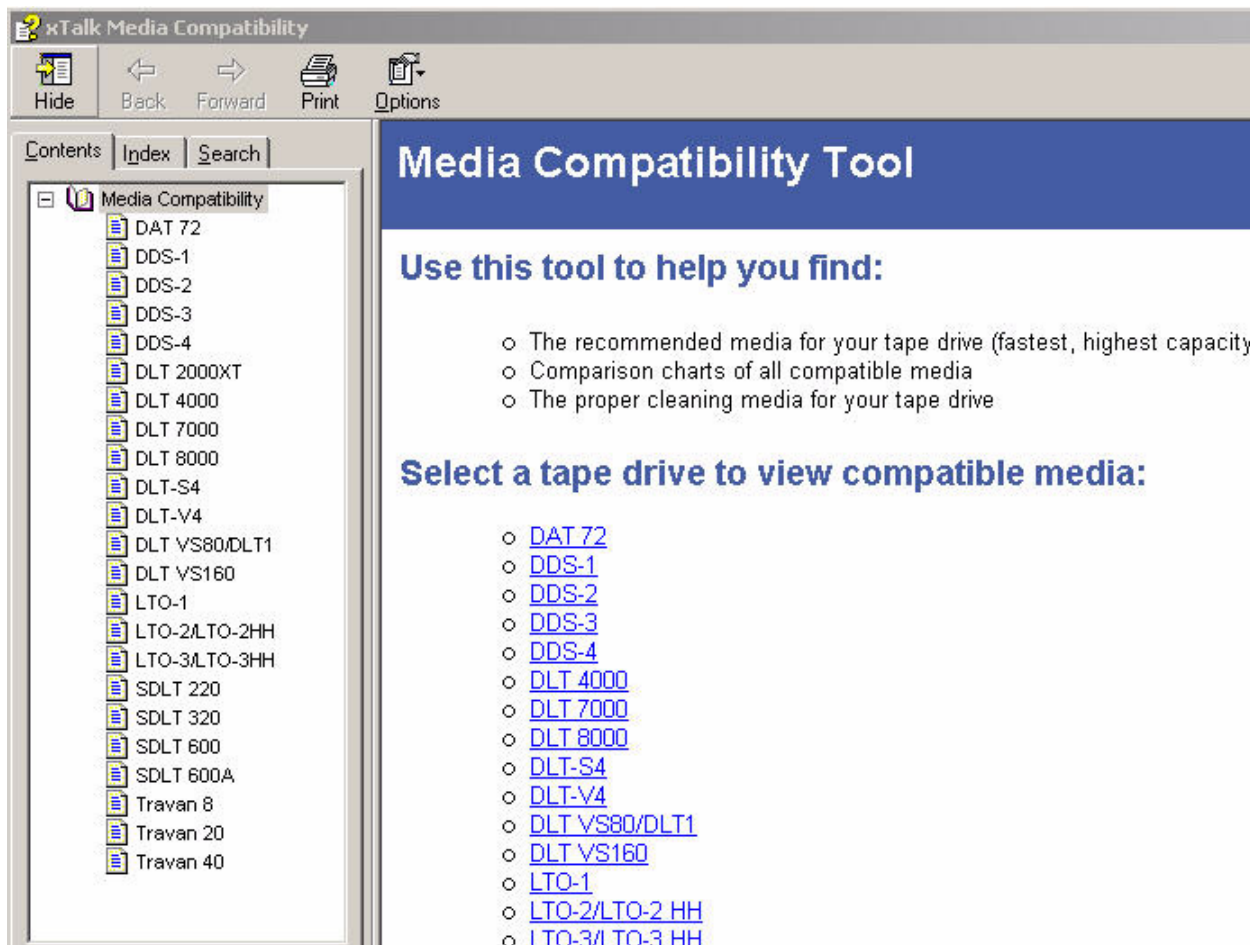 xTalk Media Compatibility
Hide Back Forward Print Options
Contents Index Search
Media Compatibility
DAT 72
DDS-1
DDS-2
DDS-3
DDS-4
DLT 2000XT
DLT 4000
DLT 7000
DLT 8000
DLT-S4
DLT-V4
DLT VS80/DLT1
DLT VS160
LTO-1
LTO-2/LTO-2HH
LTO-3/LTO-3HH
SDLT 220
SDLT 320
SDLT 600
SDLT 600A
Travan 8
Travan 20
Travan 40
Media Compatibility Tool
Use this tool to help you find:
The recommended media for your tape drive (fastest, highest capacity
Comparison charts of all compatible media
The proper cleaning media for your tape drive
Select a tape drive to view compatible media:
DAT 72
DDS-1
DDS-2
DDS-3
DDS-4
DLT 4000
DLT 7000
DLT 8000
DLT-S4
DLT-V4
DLT VS80/DLT1
DLT VS160
LTO-1
LTO-2/LTO-2 HH
LTO-3/LTO-3 HH